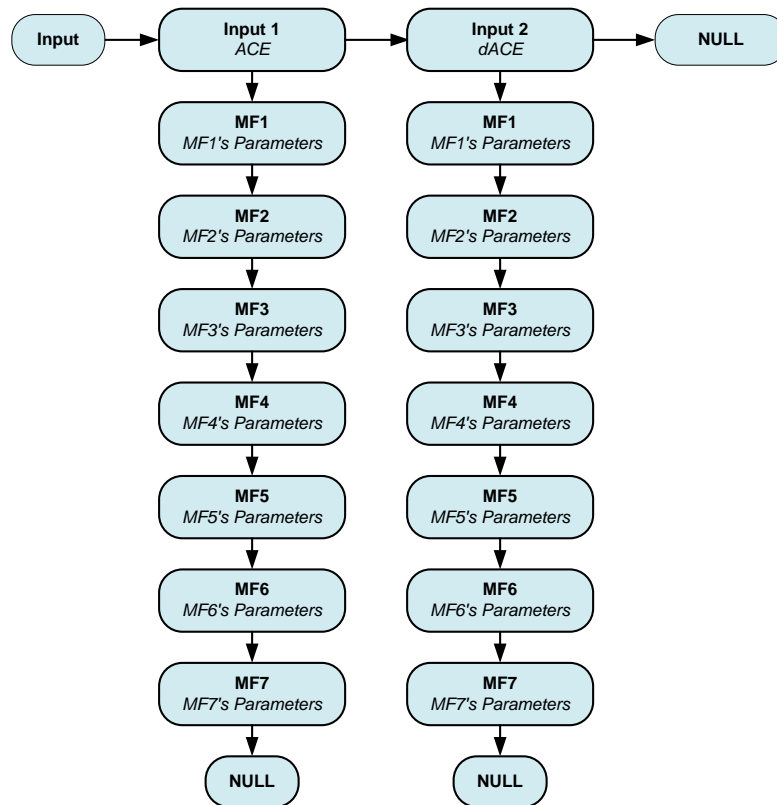 Input
Input 1
ACE
Input 2
dACE
NULL
MF1
MF1's Parameters
MF2
MF2's Parameters
MF3
MF3's Parameters
MF4
MF4's Parameters
MF5
MF5's Parameters
MF6
MF6's Parameters
MF7
MF7's Parameters
NULL
MF1
MF1's Parameters
MF2
MF2's Parameters
MF3
MF3's Parameters
MF4
MF4's Parameters
MF5
MF5's Parameters
MF6
MF6's Parameters
MF7
MF7's Parameters
NULL